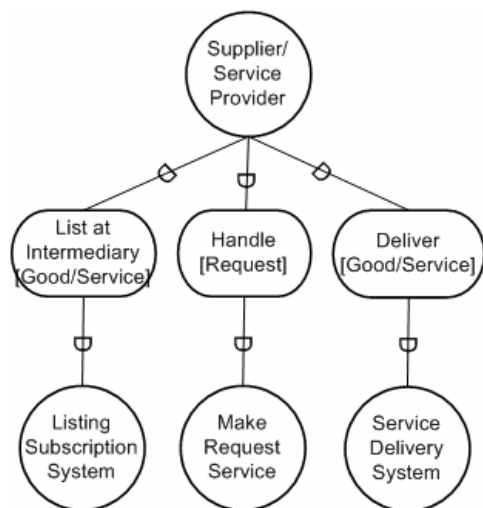 Supplier/
Service
Provider
List at
Intermediary
[Good/Service]
Handle
[Request]
Deliver
[Good/Service]
Listing
Subscription
System
Make
Request
Service
Service
Delivery
System